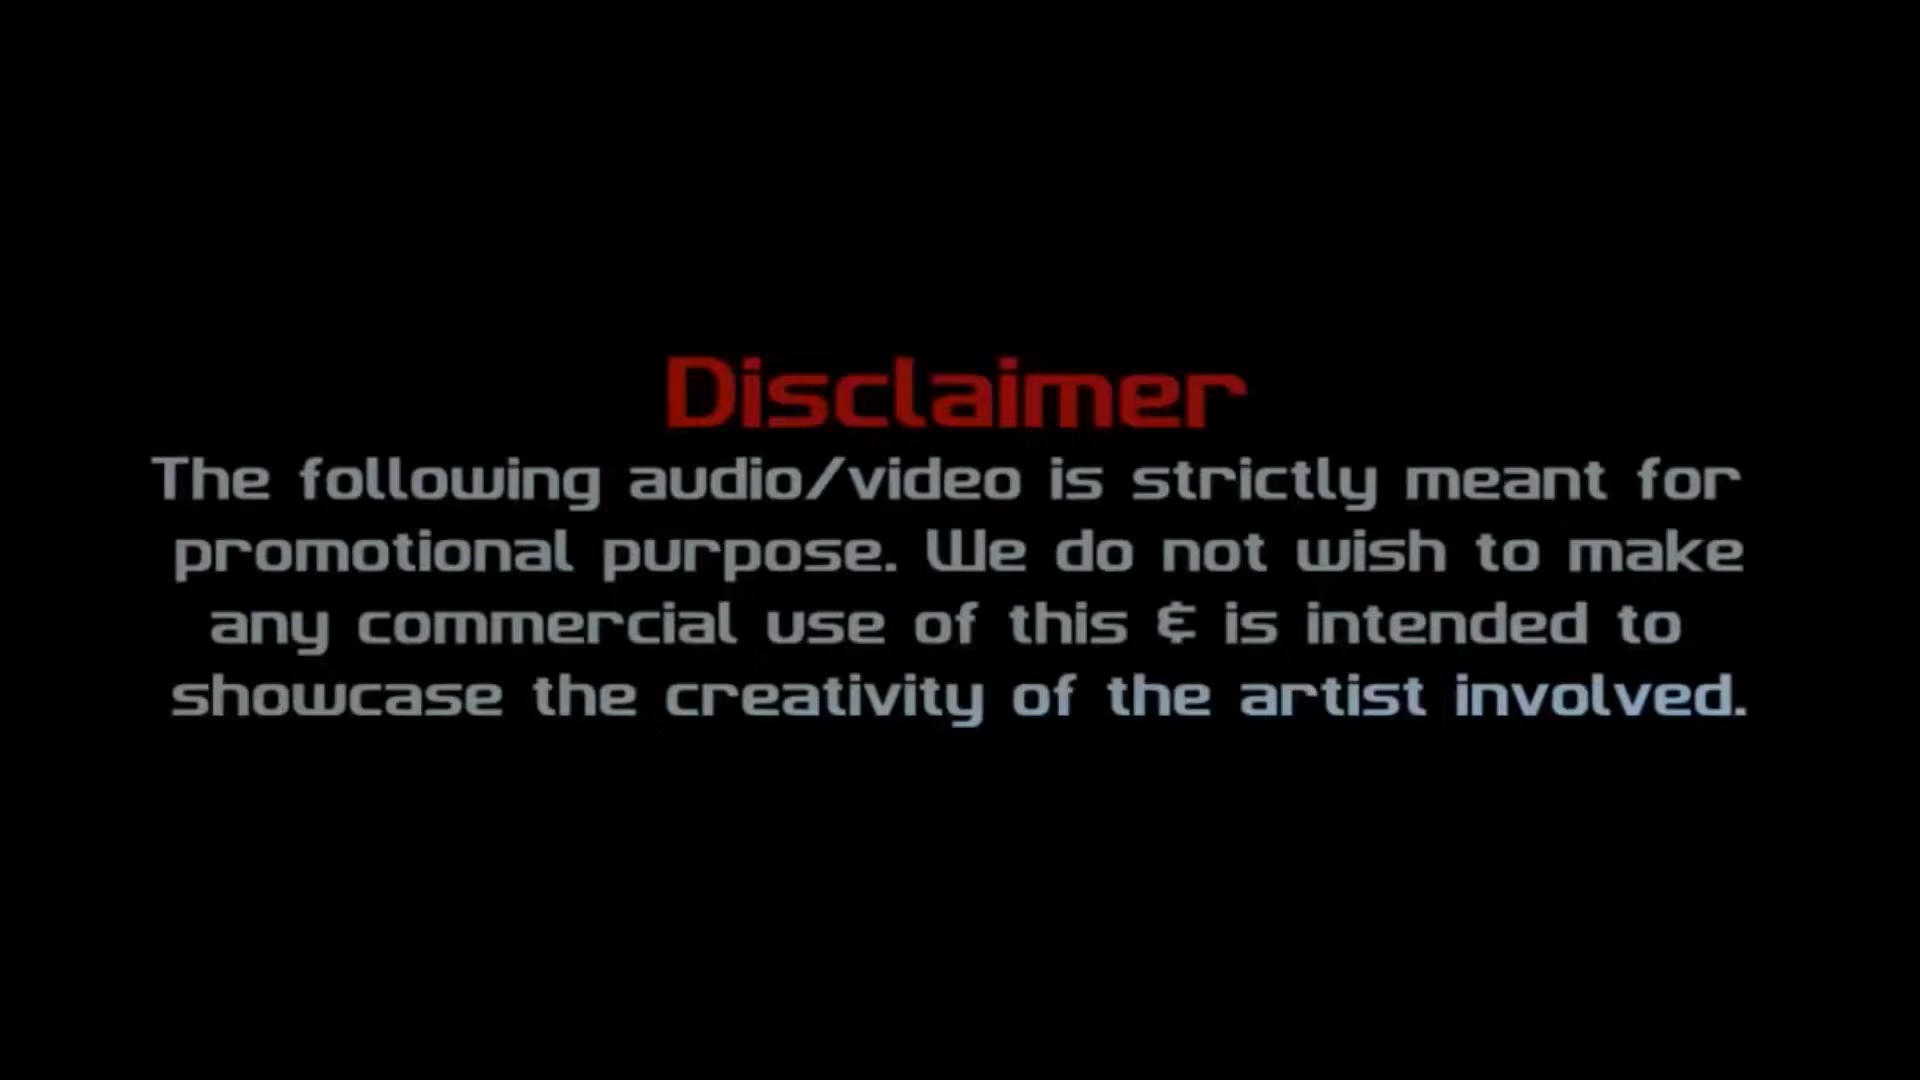 Disclaimer
The following audio/video is strictly meant for
promotional purpose. We do not wish to make
any commercial use of this & is intended to
showcase the creativity of the artist involved.